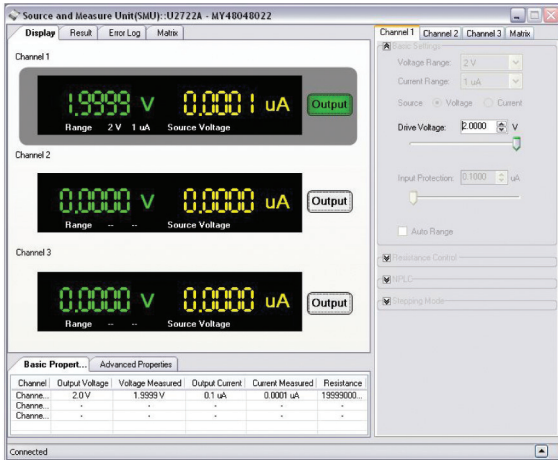 Source and Measure Unit(SMU)::U2722A - MY48048022
Display Result Error Log Matrix
Channel 1
1.9999 V 0.0001 uA Output
Range 2 V 1 uA Source Voltage
Channel 2
0.0000 V 0.0000 uA Output
Range -- -- Source Voltage
Channel 3
0.0000 V 0.0000 uA Output
Range -- -- Source Voltage
Basic Propert... Advanced Properties
Channel Output Voltage Voltage Measured Output Current Current Measured Resistance
Channe... 2.0 V 1.9999 V 0.1 uA 0.0001 uA 19999000...
Channe... - - - - -
Channe... - - - - -
Connected
Channel 1 Channel 2 Channel 3 Matrix
Basic Settings
Voltage Range: 2 V
Current Range: 1 uA
Source Voltage Current
Drive Voltage: 2.0000 V
Input Protection: 0.1000 uA
Auto Range
Resistance Control
NPLC
Stepping Mode